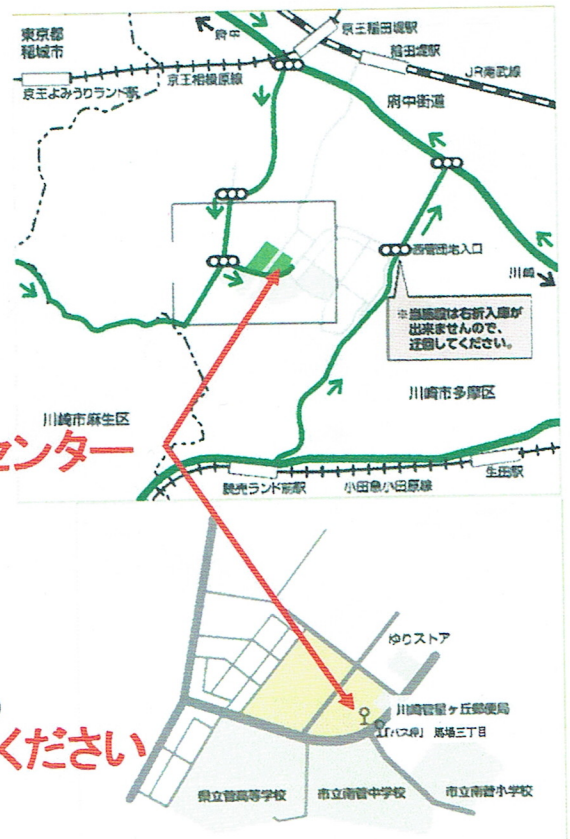 東京都
稲城市
京王稲田堤駅
稲田堤駅
JR南武線
京王よみうりランド駅
京王相模原線
府中街道
西菅団地入口
川崎
※当施設は右折入庫が
出来ませんので、
迂回してください。
川崎市多摩区
川崎市麻生区
センター
読売ランド前駅
小田急小田原線
生田駅
ゆりストア
川崎菅星ヶ丘郵便局
「バス停」 馬場三丁目
ください
県立菅高等学校
市立南菅中学校
市立南菅小学校